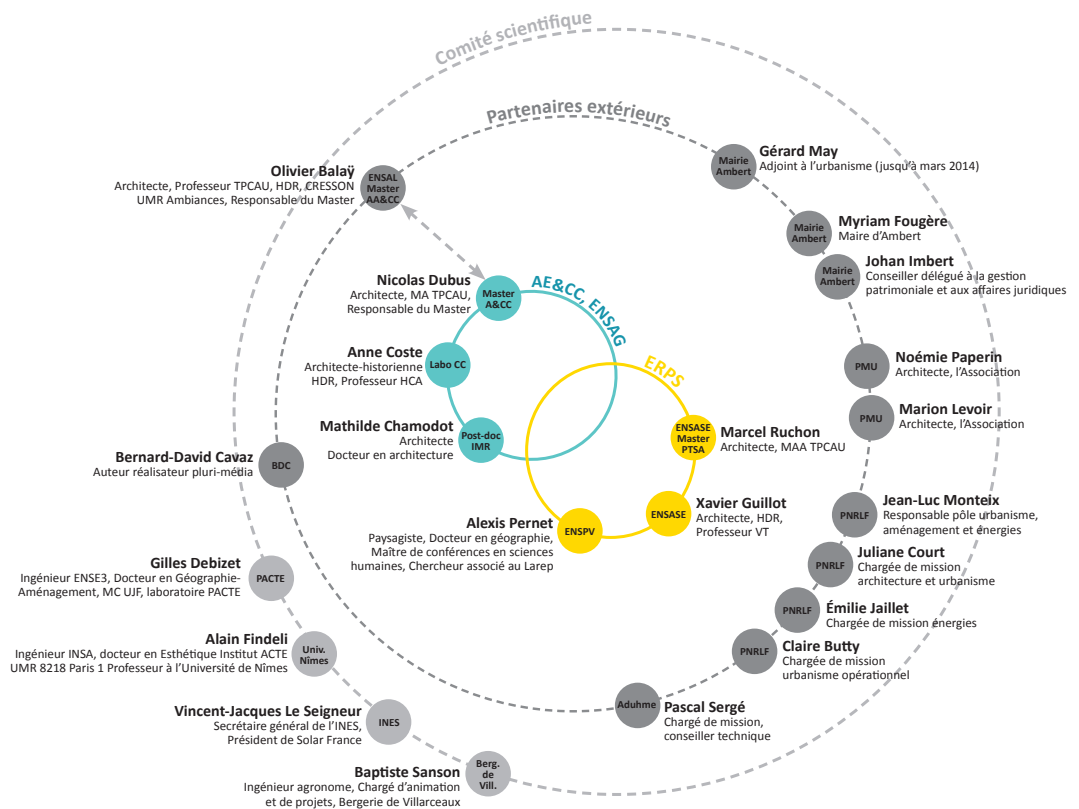 Comité scientifique
Partenaires extérieurs
Olivier Balaÿ
Architecte, Professeur TPCAU, HDR, CRESSON
UMR Ambiances, Responsable du Master
ENSAL
Master
AA&CC
Gérard May
Adjoint à l'urbanisme (jusqu'à mars 2014)
Mairie
Ambert
Myriam Fougère
Maire d'Ambert
Mairie
Ambert
Johan Imbert
Conseiller délégué à la gestion
patrimoniale et aux affaires juridiques
Mairie
Ambert
Nicolas Dubus
Architecte, MA TPCAU,
Responsable du Master
Master
A&CC
AE&CC, ENSAG
Anne Coste
Architecte-historienne
HDR, Professeur HCA
Labo CC
ERPS
Noémie Paperin
Architecte, l'Association
PMU
Marion Levoir
Architecte, l'Association
PMU
Mathilde Chamodot
Architecte
Docteur en architecture
Post-doc
IMR
ENSASE
Master
PTSA
Marcel Ruchon
Architecte, MAA TPCAU
Bernard-David Cavaz
Auteur réalisateur pluri-média
BDC
Xavier Guillot
Architecte, HDR,
Professeur VT
ENSASE
Alexis Pernet
Paysagiste, Docteur en géographie,
Maître de conférences en sciences
humaines, Chercheur associé au Larep
ENSPV
Jean-Luc Monteix
Responsable pôle urbanisme,
aménagement et énergies
PNRLF
Juliane Court
Chargée de mission
architecture et urbanisme
PNRLF
Émilie Jaillet
Chargée de mission énergies
PNRLF
Claire Butty
Chargée de mission
urbanisme opérationnel
PNRLF
Pascal Sergé
Chargé de mission,
conseiller technique
Aduhme
Gilles Debizet
Ingénieur ENSE3, Docteur en Géographie-
Aménagement, MC UJF, laboratoire PACTE
PACTE
Alain Findeli
Ingénieur INSA, docteur en Esthétique Institut ACTE
UMR 8218 Paris 1 Professeur à l'Université de Nîmes
Univ.
Nîmes
Vincent-Jacques Le Seigneur
Secrétaire général de l'INES,
Président de Solar France
INES
Baptiste Sanson
Ingénieur agronome, Chargé d'animation
et de projets, Bergerie de Villarceaux
Berg.
de
Vill.